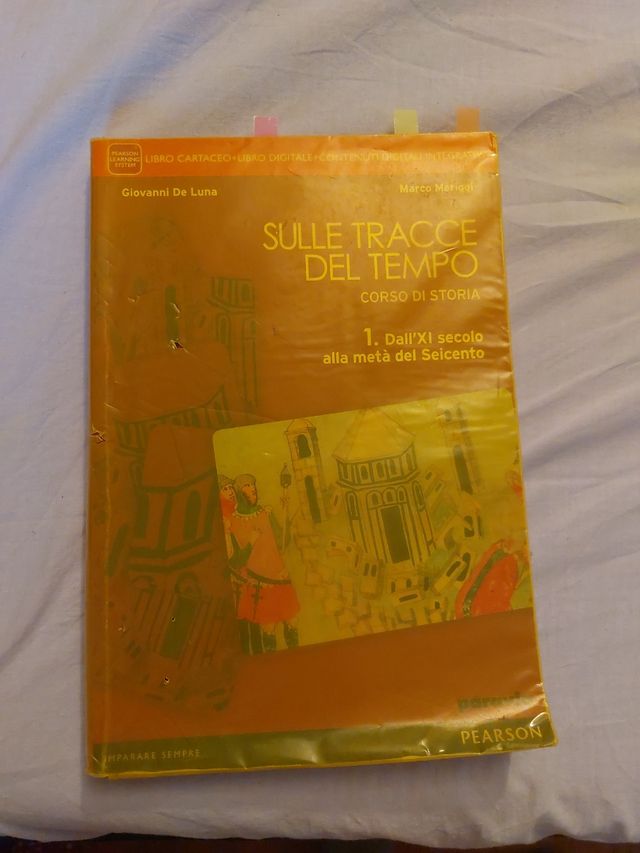 PEARSON
LEARNING
SYSTEM
LIBRO CARTACEO+LIBRO DIGITALE+CONTENUTI DIGITALI INTEGRATIVI
Giovanni De Luna
Marco Meriggi
SULLE TRACCE
DEL TEMPO
CORSO DI STORIA
1. Dall'XI secolo
alla metà del Seicento
paravia
PEARSON
IMPARARE SEMPRE